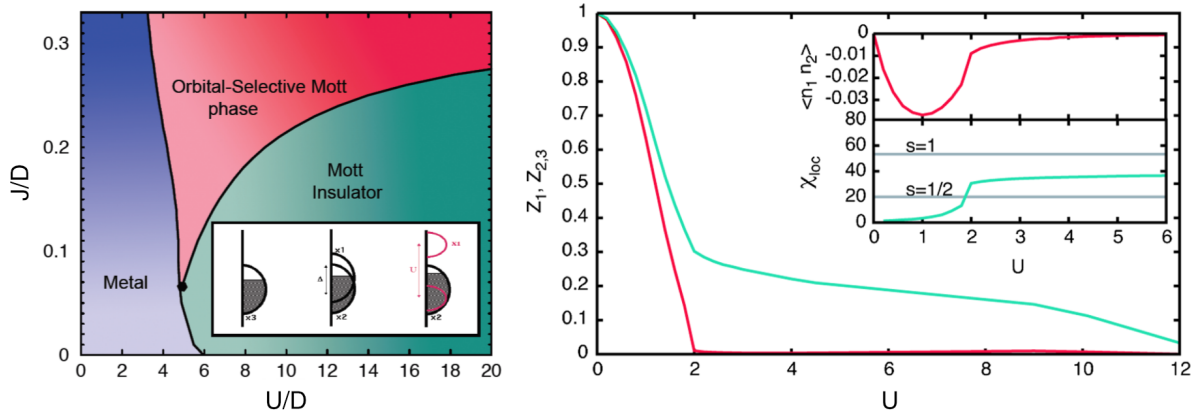 0.3
0.2
0.1
0
J/D
0 2 4 6 8 10 12 14 16 18 20
U/D
Orbital-Selective Mott
phase
Mott
Insulator
Metal
x3
x1
Δ
x2
x1
U
x2
1
0.9
0.8
0.7
0.6
0.5
0.4
0.3
0.2
0.1
0
Z1, Z2,3
0 2 4 6 8 10 12
U
0
-0.01
-0.02
-0.03
<n1 n2>
80
60
40
20
0
χloc
s=1
s=1/2
0 1 2 3 4 5 6
U